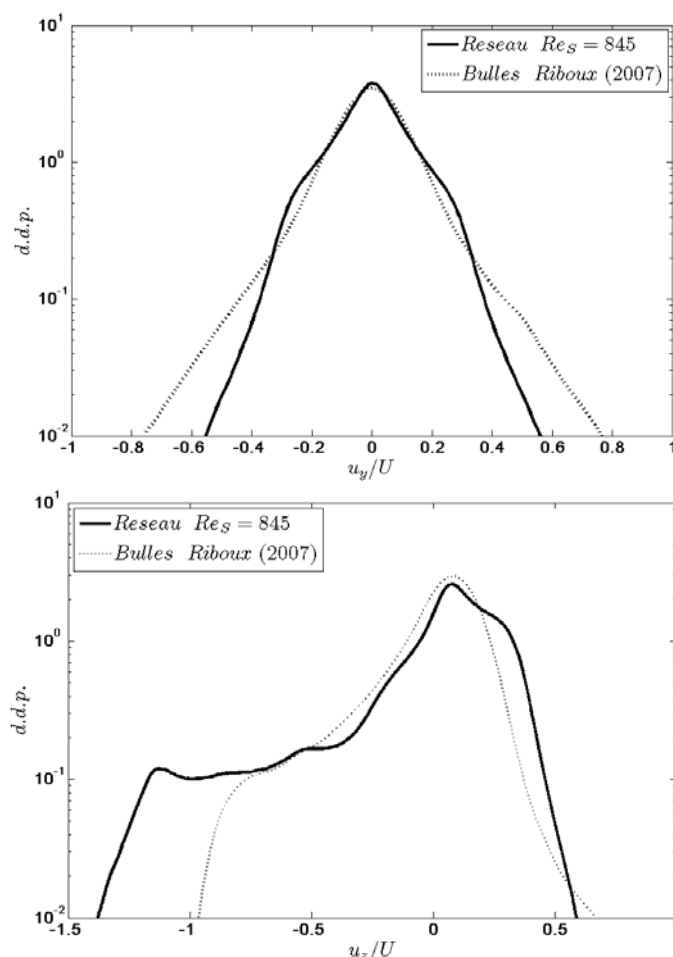 Reseau Re_S = 845
Bulles Riboux (2007)
10^1
10^0
10^-1
10^-2
d.d.p.
-1 -0.8 -0.6 -0.4 -0.2 0 0.2 0.4 0.6 0.8 1
u_y/U
Reseau Re_S = 845
Bulles Riboux (2007)
10^1
10^0
10^-1
10^-2
d.d.p.
-1.5 -1 -0.5 0 0.5
u_z/U